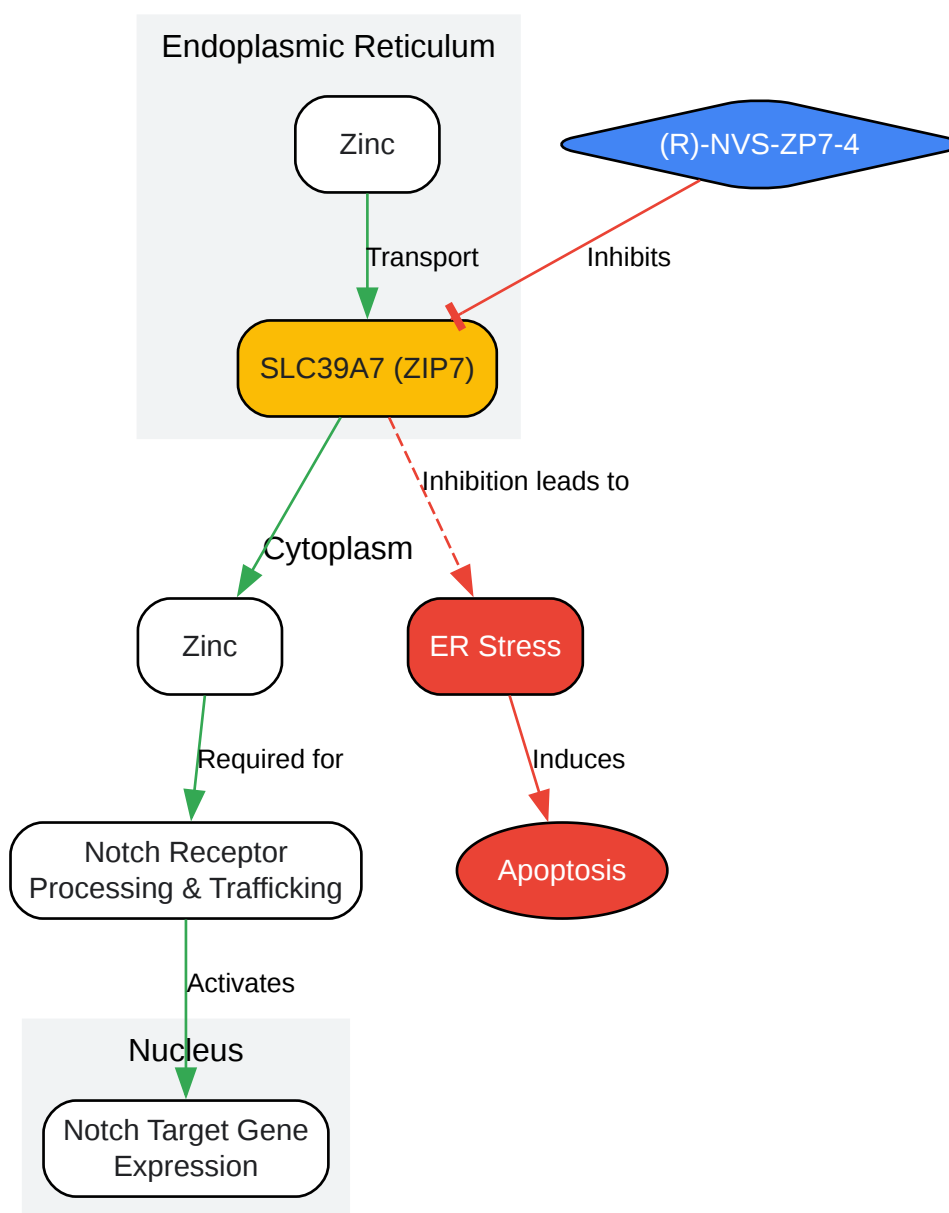 Endoplasmic Reticulum
Zinc
(R)-NVS-ZP7-4
Transport
Inhibits
SLC39A7 (ZIP7)
Inhibition leads to
Cytoplasm
Zinc
ER Stress
Required for
Induces
Notch Receptor
Processing & Trafficking
Apoptosis
Activates
Nucleus
Notch Target Gene
Expression